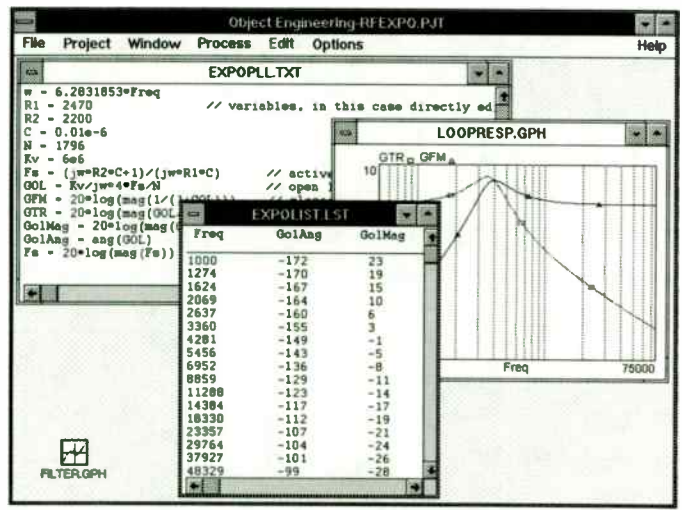 Object Engineering-RFEXPO.PJT
File Project Window Process Edit Options Help
EXPOPLL.TXT
w = 6.2831853*Freq
R1 = 2470 // variables, in this case directly ed
R2 = 2200
C = 0.01e-6
N = 1796
Kv = 6e6
Fs = (jw*R2*C+1)/(jw*R1*C) // active
GOL = Kv/jw*4*Fs/N // open
GFM = 20*log(mag(1/(1+GOL)))
GTR = 20*log(mag(GOL
GolMag = 20*log(mag(
GolAng = ang(GOL)
Fs = 20*log(mag(Fs))
LOOPRESP.GPH
GTR GFM
10
Freq 75000
EXPOLIST.LST
Freq GolAng GolMag
1000 -172 23
1274 -170 19
1624 -167 15
2069 -164 10
2637 -160 6
3360 -155 3
4281 -149 -1
5456 -143 -5
6952 -136 -8
8859 -129 -11
11288 -123 -14
14384 -117 -17
18330 -112 -19
23357 -107 -21
29764 -104 -24
37927 -101 -26
48329 -99 -28
FILTER.GPH